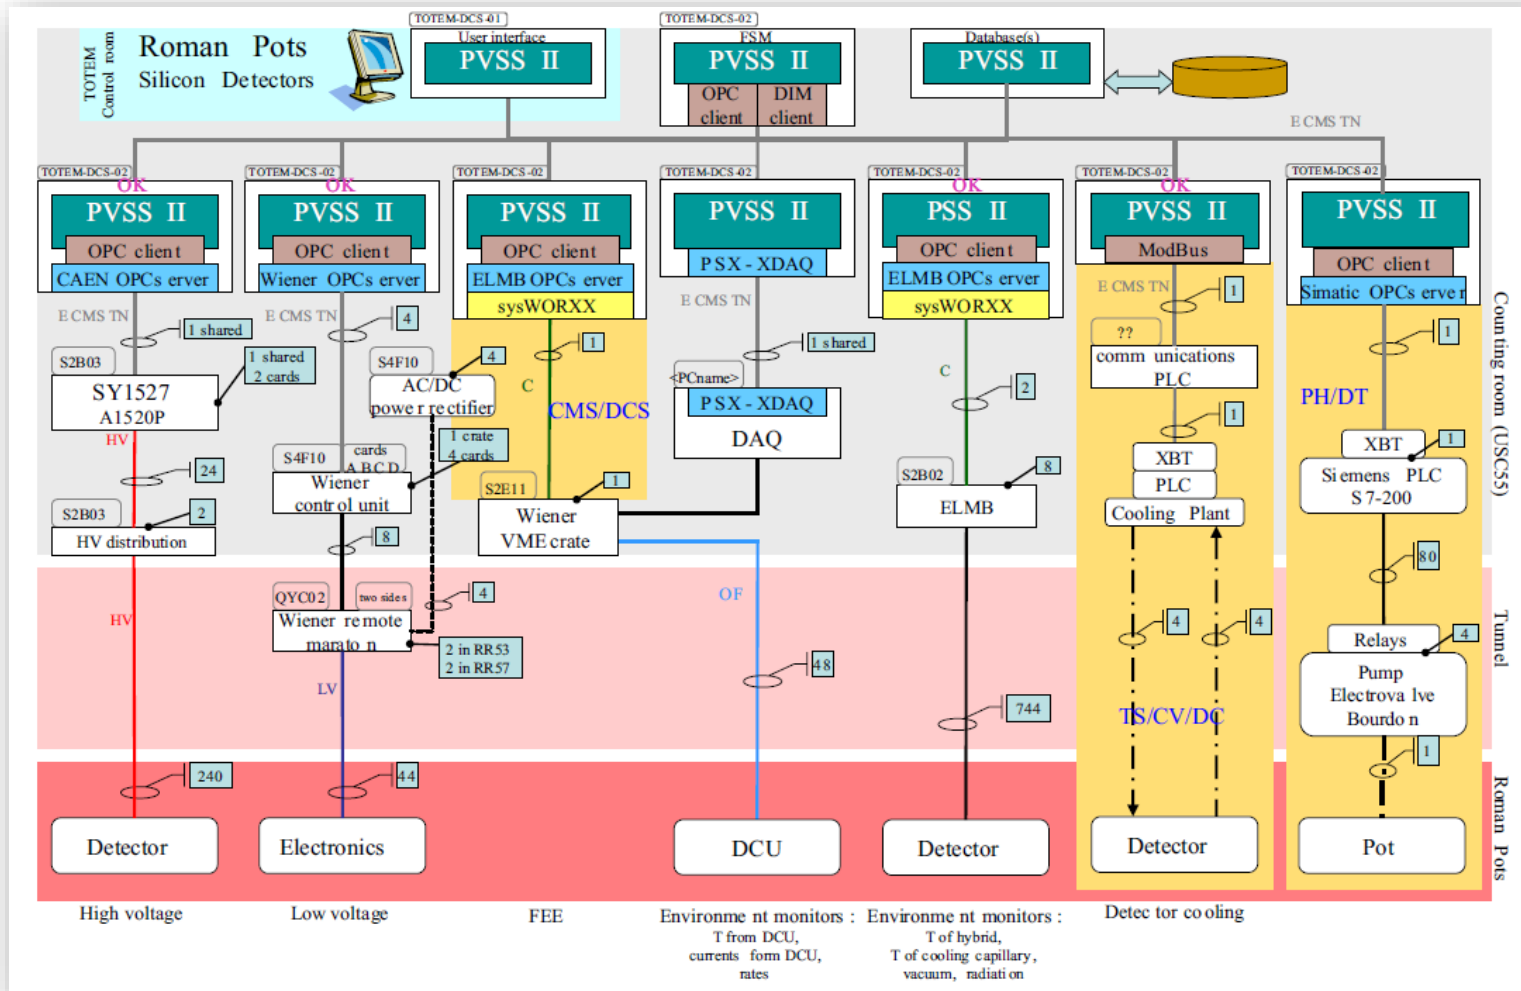 TOTEM-DCS-01
TOTEM-DCS-02
TOTEM
Control room
Roman Pots
Silicon Detectors
User interface
PVSS II
FSM
PVSS II
OPC
client
DIM
client
Database(s)
PVSS II
E CMS TN
TOTEM-DCS-02
OK
PVSS II
OPC client
CAEN OPCs erver
E CMS TN
1 shared
S2B03
SY1527
A1520P
1 shared
2 cards
HV
24
S2B03
2
HV distribution
HV
240
Detector
High voltage
TOTEM-DCS-02
OK
PVSS II
OPC client
Wiener OPCs erver
E CMS TN
4
S4F10
4
AC/DC
power rectifier
1 crate
4 cards
S4F10
cards
A B C D
Wiener
control unit
8
QYC02
two sides
4
Wiener remote
marato n
2 in RR53
2 in RR57
LV
44
Electronics
Low voltage
TOTEM-DCS-02
PVSS II
OPC client
ELMB OPCs erver
sysWORXX
1
C
CMS/DCS
S2E11
1
Wiener
VME crate
FEE
TOTEM-DCS-02
PVSS II
PSX - XDAQ
E CMS TN
1 shared
<PCname>
PSX - XDAQ
DAQ
OF
48
DCU
Environme nt monitors :
T from DCU,
currents form DCU,
rates
TOTEM-DCS-02
OK
PSS II
OPC client
ELMB OPCs erver
sysWORXX
C
2
S2B02
8
ELMB
744
Detector
Environme nt monitors :
T of hybrid,
T of cooling capillary,
vacuum, radiation
TOTEM-DCS-02
OK
PVSS II
ModBus
E CMS TN
1
??
comm unications
PLC
1
XBT
PLC
Cooling Plant
4
4
TS/CV/DC
Detector
Detec tor co oling
TOTEM-DCS-02
PVSS II
OPC client
Simatic OPCs erve r
1
PH/DT
XBT
1
Siemens PLC
S7-200
80
Relays
4
Pump
Electrova lve
Bourdo n
1
Pot
Counting room (USC55)
Tunnel
Roman Pots